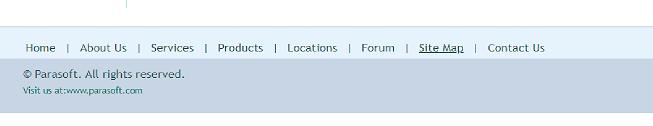 Home | About Us | Services | Products | Locations | Forum | Site Map | Contact Us
© Parasoft. All rights reserved.
Visit us at:www.parasoft.com